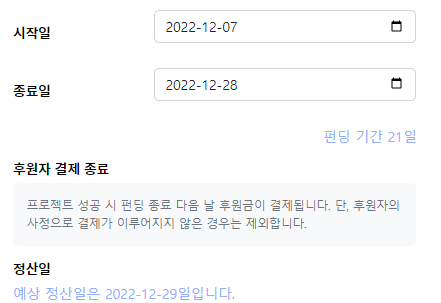 시작일
2022-12-07
종료일
2022-12-28
펀딩 기간 21일
후원자 결제 종료
프로젝트 성공 시 펀딩 종료 다음 날 후원금이 결제됩니다. 단, 후원자의
사정으로 결제가 이루어지지 않은 경우는 제외합니다.
정산일
예상 정산일은 2022-12-29일입니다.